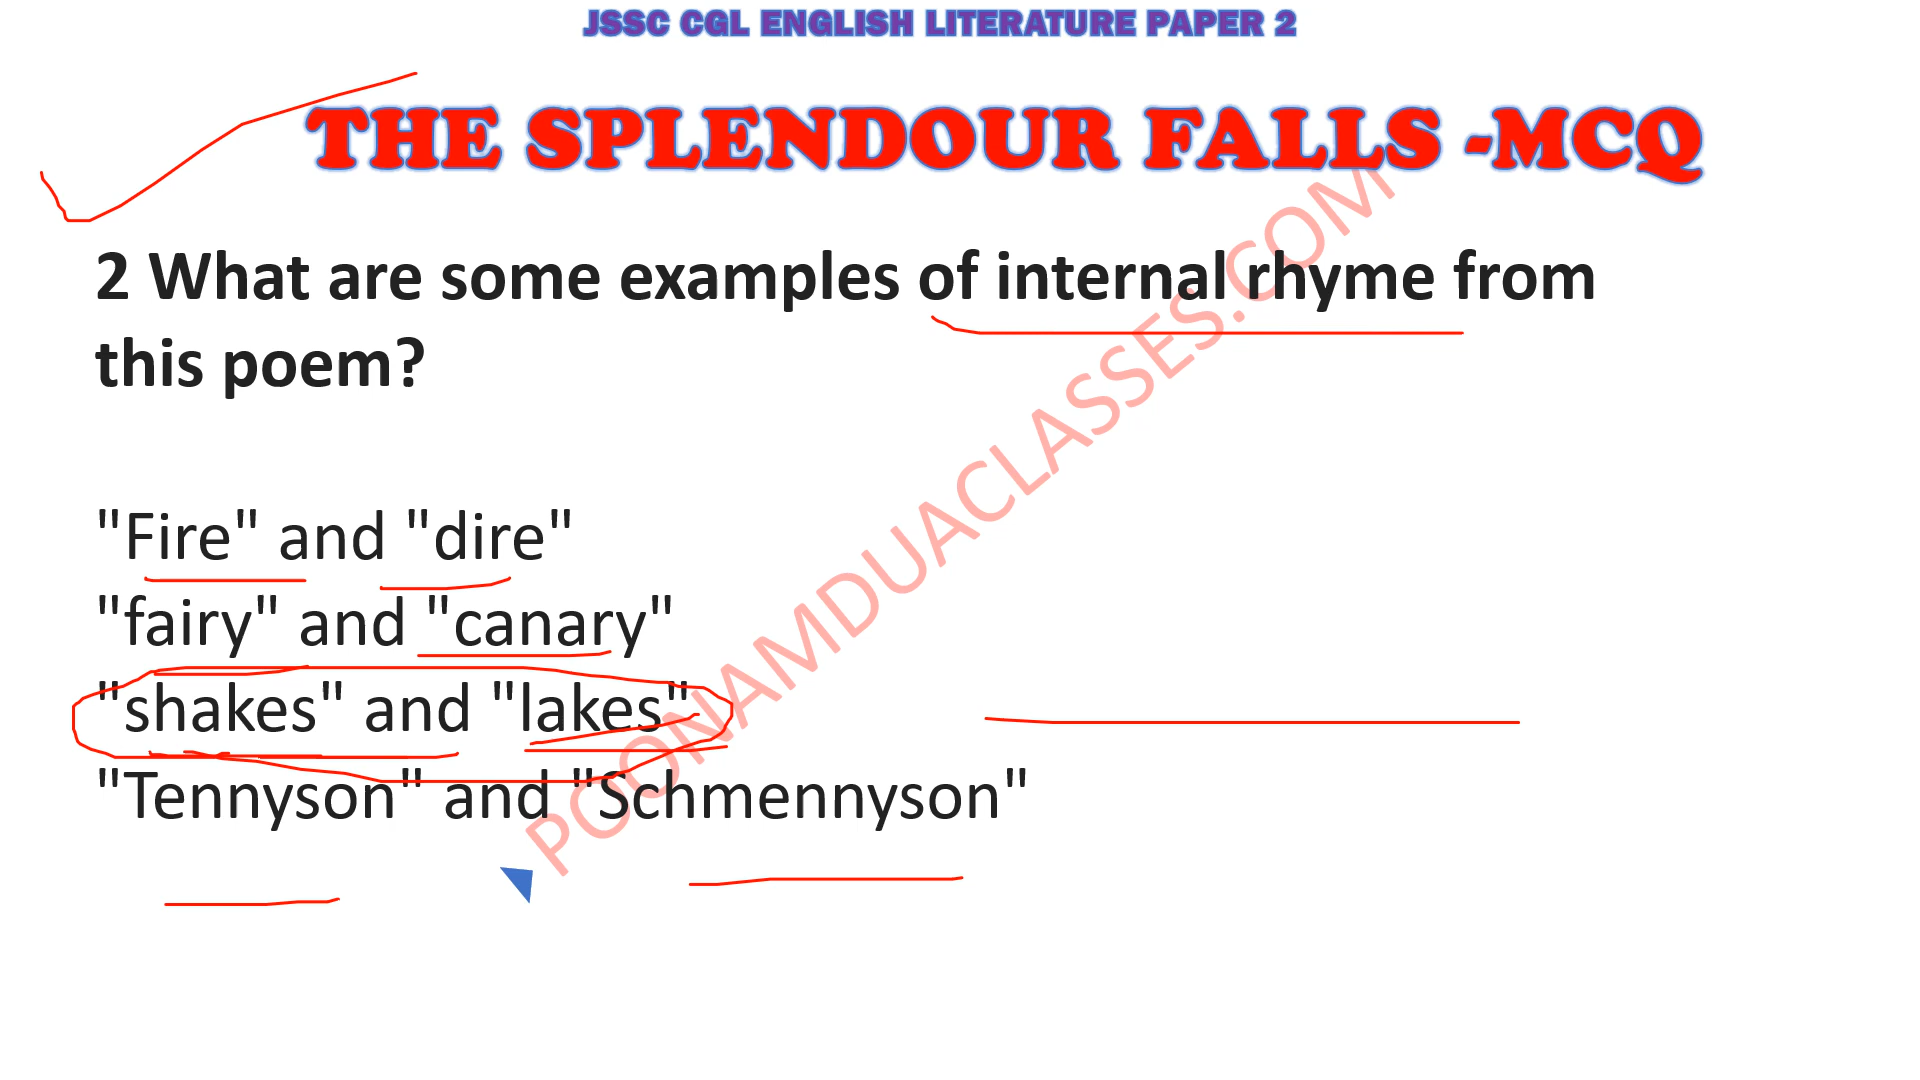 JSSC CGL ENGLISH LITERATURE PAPER 2
THE SPLENDOUR FALLS -MCQ
2 What are some examples of internal rhyme from
this poem?
"Fire" and "dire"
"fairy" and "canary"
"shakes" and "lakes"
"Tennyson" and "Schmennyson"
POONAMDUACLASSES.COM